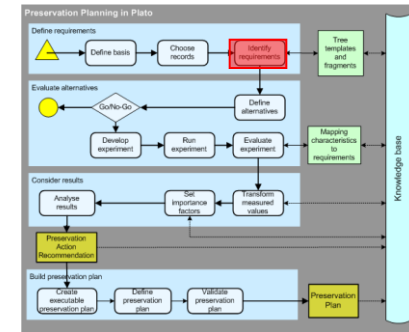 Preservation Planning in Plato
Define requirements
Define basis
Choose
records
Identify
requirements
Tree
templates
and
fragments
Evaluate alternatives
Go/No-Go
Define
alternatives
Develop
experiment
Run
experiment
Evaluate
experiment
Mapping
characteristics
to
requirements
Knowledge base
Consider results
Analyse
results
Set
importance
factors
Transform
measured
values
Preservation
Action
Recommendation
Build preservation plan
Create
executable
preservation plan
Define
preservation
plan
Validate
preservation
plan
Preservation
Plan